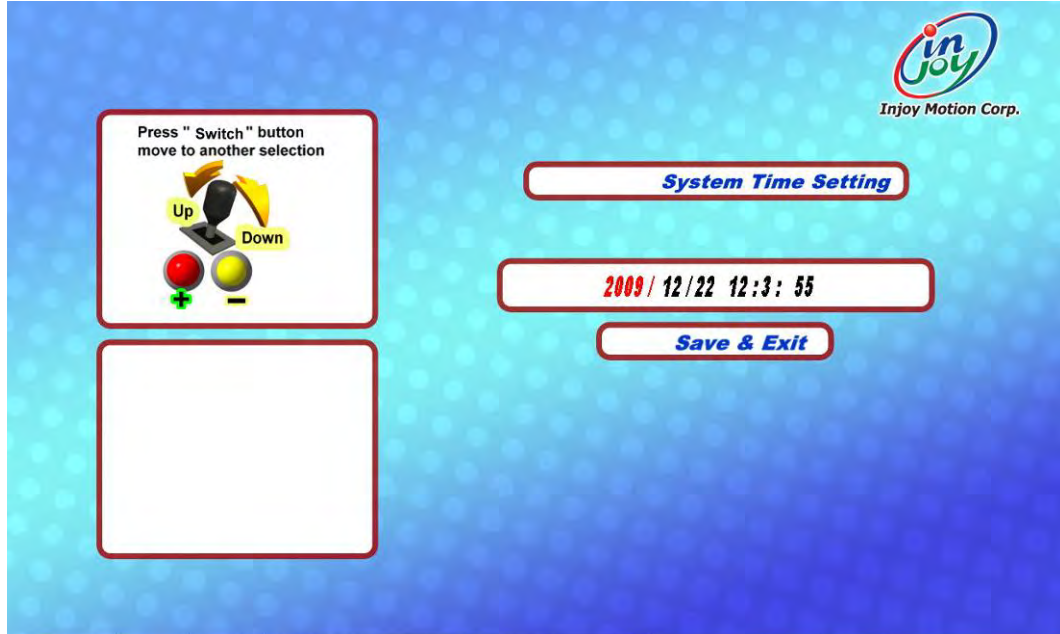 in
joy
Injoy Motion Corp.
Press " Switch " button
move to another selection
Up
Down
+
−
System Time Setting
2009 / 12 / 22 12 : 3 : 55
Save & Exit